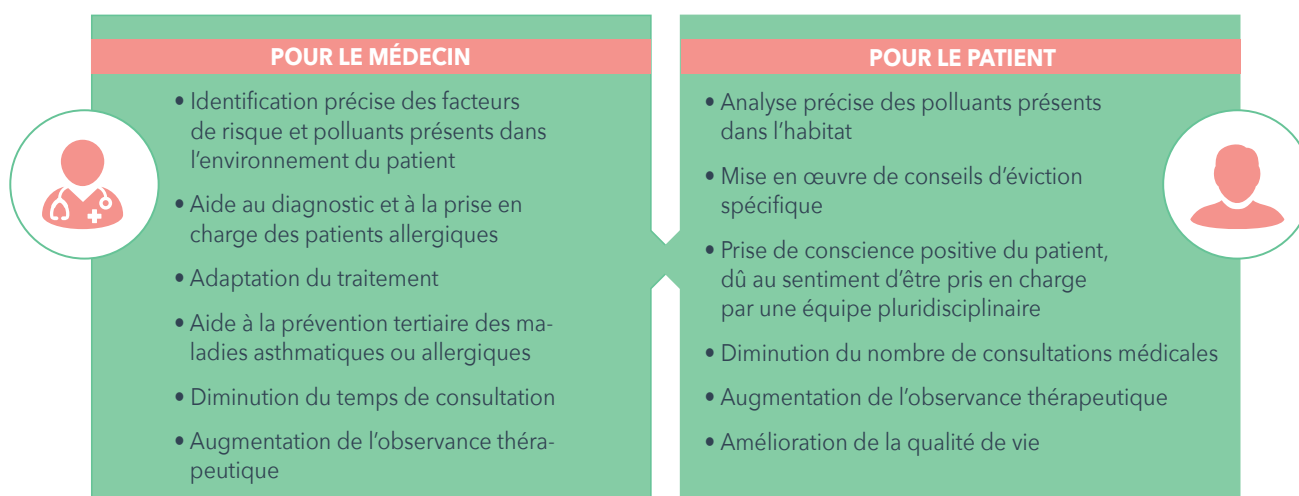 POUR LE MÉDECIN
• Identification précise des facteurs
de risque et polluants présents dans
l’environnement du patient
• Aide au diagnostic et à la prise en
charge des patients allergiques
• Adaptation du traitement
• Aide à la prévention tertiaire des ma-
ladies asthmatiques ou allergiques
• Diminution du temps de consultation
• Augmentation de l’observance théra-
peutique
POUR LE PATIENT
• Analyse précise des polluants présents
dans l’habitat
• Mise en œuvre de conseils d’éviction
spécifique
• Prise de conscience positive du patient,
dû au sentiment d’être pris en charge
par une équipe pluridisciplinaire
• Diminution du nombre de consultations médicales
• Augmentation de l’observance thérapeutique
• Amélioration de la qualité de vie